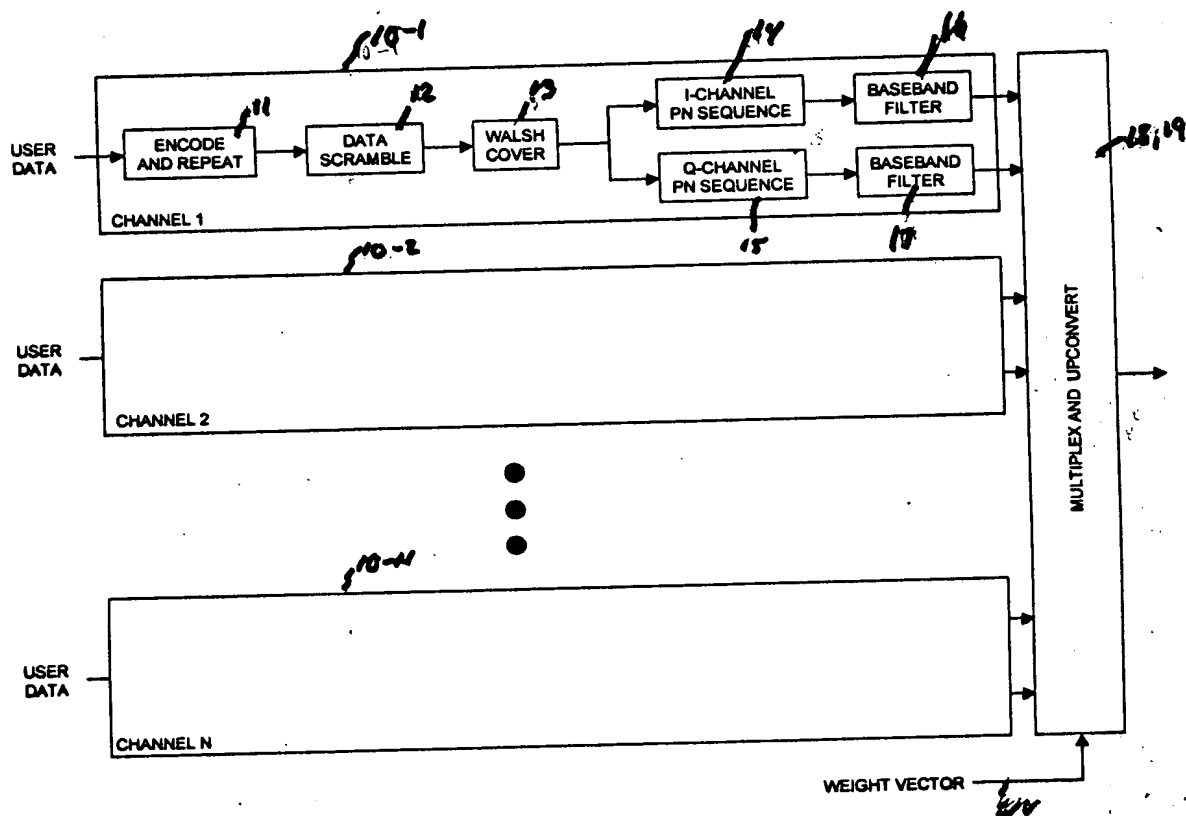 10-1
14
16
11
12
13
I-CHANNEL
PN SEQUENCE
BASEBAND
FILTER
18,19
USER
DATA
ENCODE
AND REPEAT
DATA
SCRAMBLE
WALSH
COVER
Q-CHANNEL
PN SEQUENCE
BASEBAND
FILTER
CHANNEL 1
15
17
10-2
USER
DATA
CHANNEL 2
MULTIPLEX AND UPCONVERT
10-N
USER
DATA
CHANNEL N
WEIGHT VECTOR